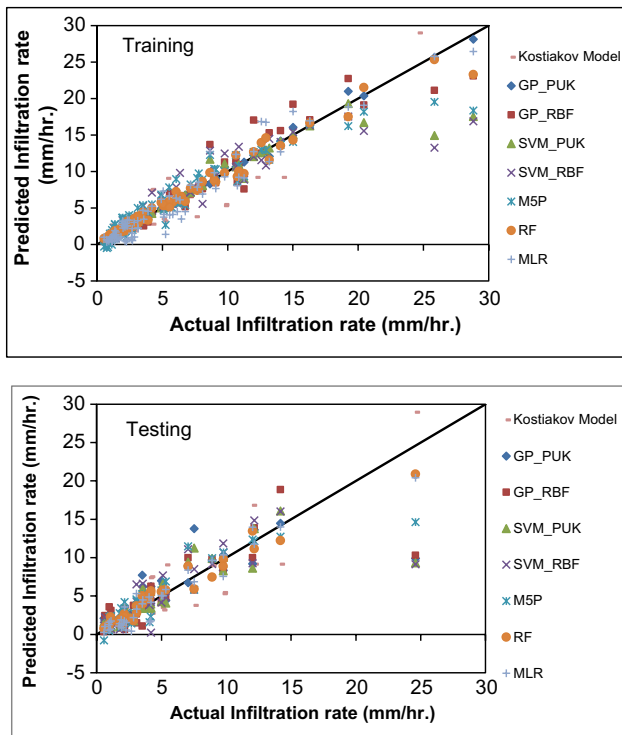 Training
Predicted Infiltration rate
(mm/hr.)
30
25
20
15
10
5
0
-5
0
5
10
15
20
25
30
Actual Infiltration rate (mm/hr.)
Kostiakov Model
GP_PUK
GP_RBF
SVM_PUK
SVM_RBF
M5P
RF
MLR
Testing
Predicted Infiltration rate (mm/hr.)
30
25
20
15
10
5
0
-5
0
5
10
15
20
25
30
Actual Infiltration rate (mm/hr.)
Kostiakov Model
GP_PUK
GP_RBF
SVM_PUK
SVM_RBF
M5P
RF
MLR